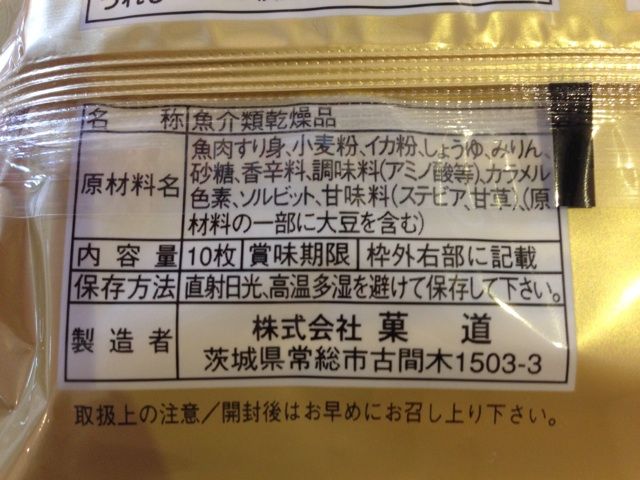 名称 魚介類乾燥品
原材料名 魚肉すり身、小麦粉、イカ粉、しょうゆ、みりん、
砂糖、香辛料、調味料(アミノ酸等)、カラメル
色素、ソルビット、甘味料(ステビア、甘草)、(原
材料の一部に大豆を含む)
内容量 10枚 賞味期限 枠外右部に記載
保存方法 直射日光、高温多湿を避けて保存して下さい。
製造者 株式会社 菓道
茨城県常総市古間木1503-3
取扱上の注意/開封後はお早めにお召し上り下さい。